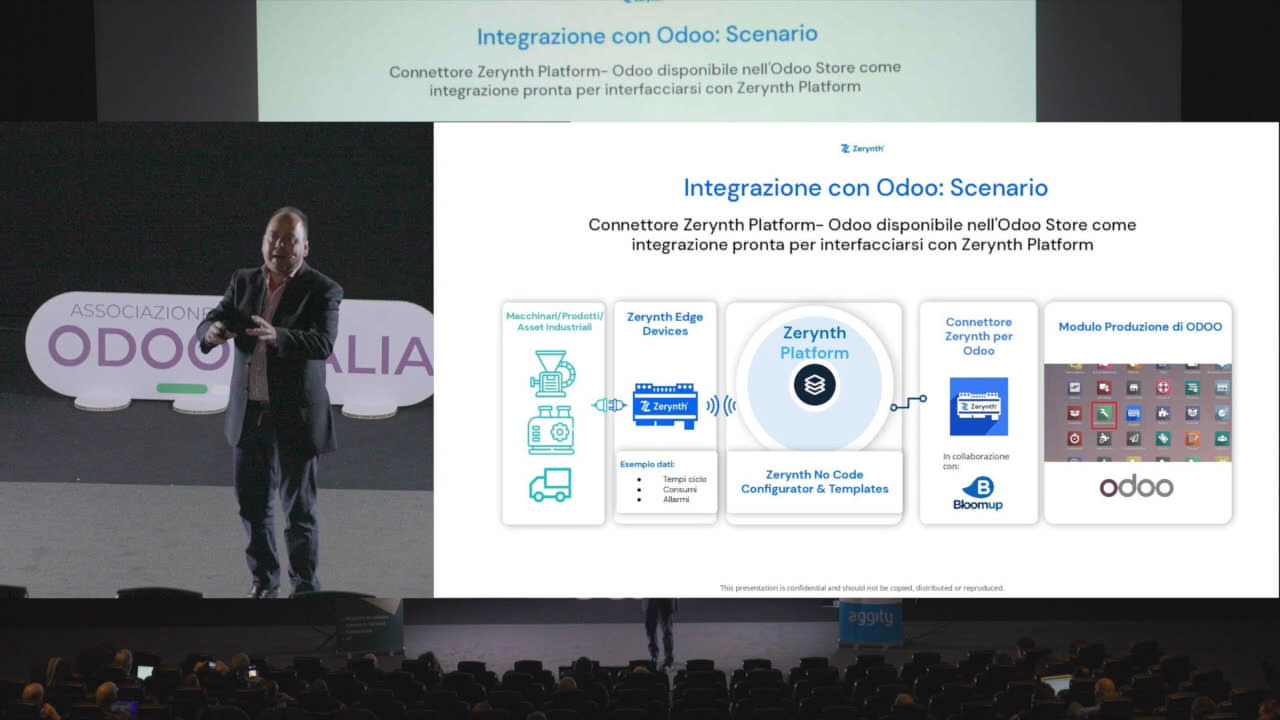 Integrazione con Odoo: Scenario
Connettore Zerynth Platform- Odoo disponibile nell'Odoo Store come
integrazione pronta per interfacciarsi con Zerynth Platform
ASSOCIAZIONE
ODOO ALIA
Zerynth
Integrazione con Odoo: Scenario
Connettore Zerynth Platform- Odoo disponibile nell'Odoo Store come
integrazione pronta per interfacciarsi con Zerynth Platform
Macchinari/Prodotti/
Asset Industriali
Zerynth Edge
Devices
Zerynth
Esempio dati:
Tempi ciclo
Consumi
Allarmi
Zerynth
Platform
Zerynth No Code
Configurator & Templates
Connettore
Zerynth per
Odoo
Zerynth
In collaborazione
con:
Bloomup
Modulo Produzione di ODOO
odoo
This presentation is confidential and should not be copied, distributed or reproduced.
aggity